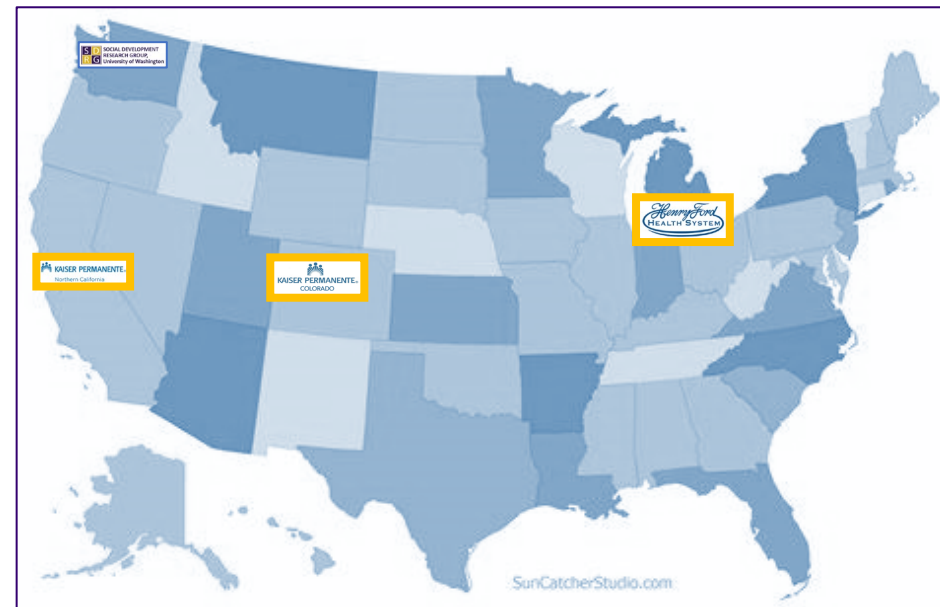 S D
R G
SOCIAL DEVELOPMENT
RESEARCH GROUP,
University of Washington
Henry Ford
HEALTH SYSTEM
KAISER PERMANENTE®
Northern California
KAISER PERMANENTE®
COLORADO
SunCatcherStudio.com